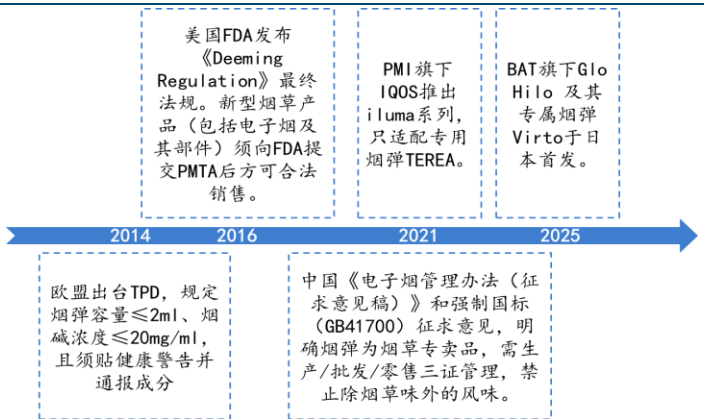 美国FDA发布
《Deeming
Regulation》最终
法规。新型烟草产
品（包括电子烟及
其部件）须向FDA提
交PMTA后方可合法
销售。
PMI旗下
IQOS推出
iluma系列，
只适配专用
烟弹TEREA。
BAT旗下Glo
Hilo 及其
专属烟弹
Virto于日
本首发。
2014
2016
2021
2025
欧盟出台TPD，规定
烟弹容量≤2ml、烟
碱浓度≤20mg/ml，
且须贴健康警告并
通报成分
中国《电子烟管理办法（征
求意见稿）》和强制国标
（GB41700）征求意见，明
确烟弹为烟草专卖品，需生
产/批发/零售三证管理，禁
止除烟草味外的风味。